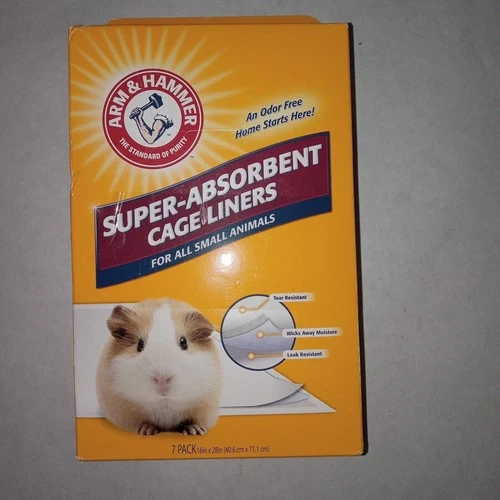 ARM & HAMMER
THE STANDARD OF PURITY
An Odor Free
Home Starts Here!
SUPER-ABSORBENT
CAGE LINERS
FOR ALL SMALL ANIMALS
Tear Resistant
Wicks Away Moisture
Leak Resistant
7 PACK 16in x 28in (40.6 cm x 71.1 cm)